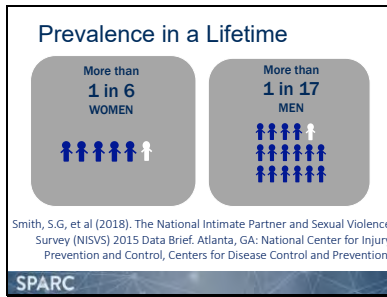 Prevalence in a Lifetime
More than
1 in 6
WOMEN
More than
1 in 17
MEN
Smith, S.G, et al (2018). The National Intimate Partner and Sexual Violence
Survey (NISVS) 2015 Data Brief. Atlanta, GA: National Center for Injury
Prevention and Control, Centers for Disease Control and Prevention
SPARC